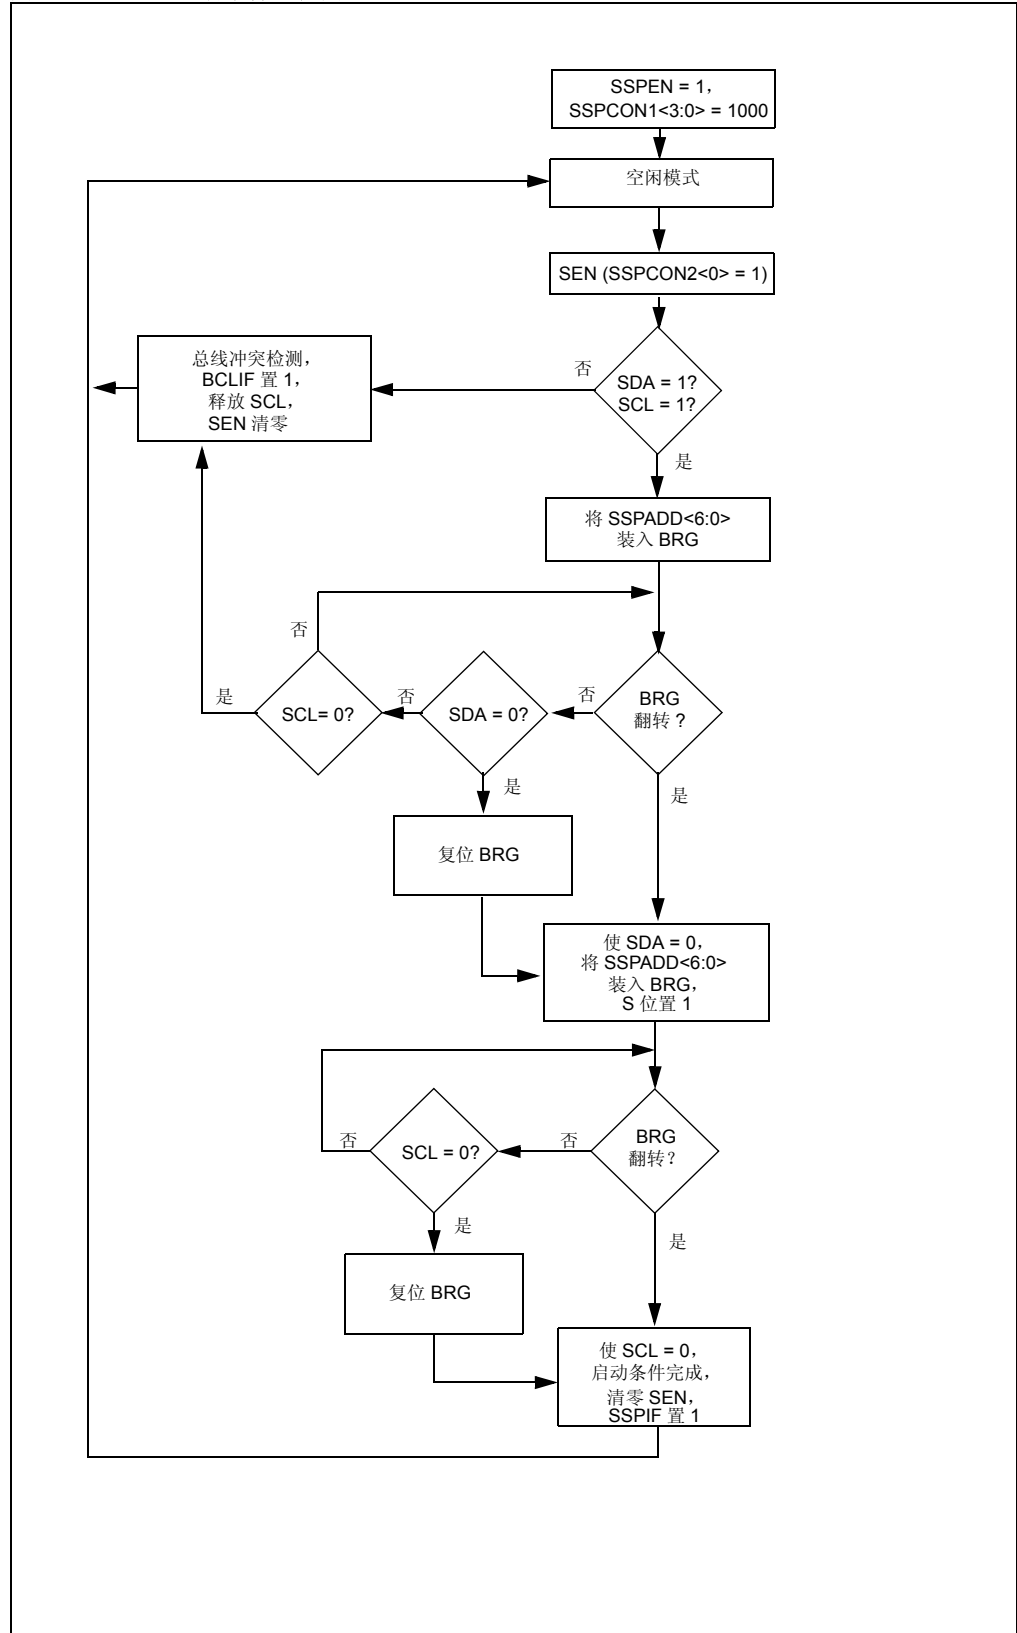 SSPEN = 1，
SSPCON1<3:0> = 1000
空闲模式
SEN (SSPCON2<0> = 1)
总线冲突检测，
BCLIF 置 1，
释放 SCL，
SEN 清零
否
SDA = 1?
SCL = 1?
是
将 SSPADD<6:0>
装入 BRG
否
是
SCL= 0?
否
SDA = 0?
否
BRG
翻转 ?
是
是
复位 BRG
使 SDA = 0，
将 SSPADD<6:0>
装入 BRG，
S 位置 1
否
SCL = 0?
否
BRG
翻转？
是
是
复位 BRG
使 SCL = 0，
启动条件完成，
清零 SEN，
SSPIF 置 1